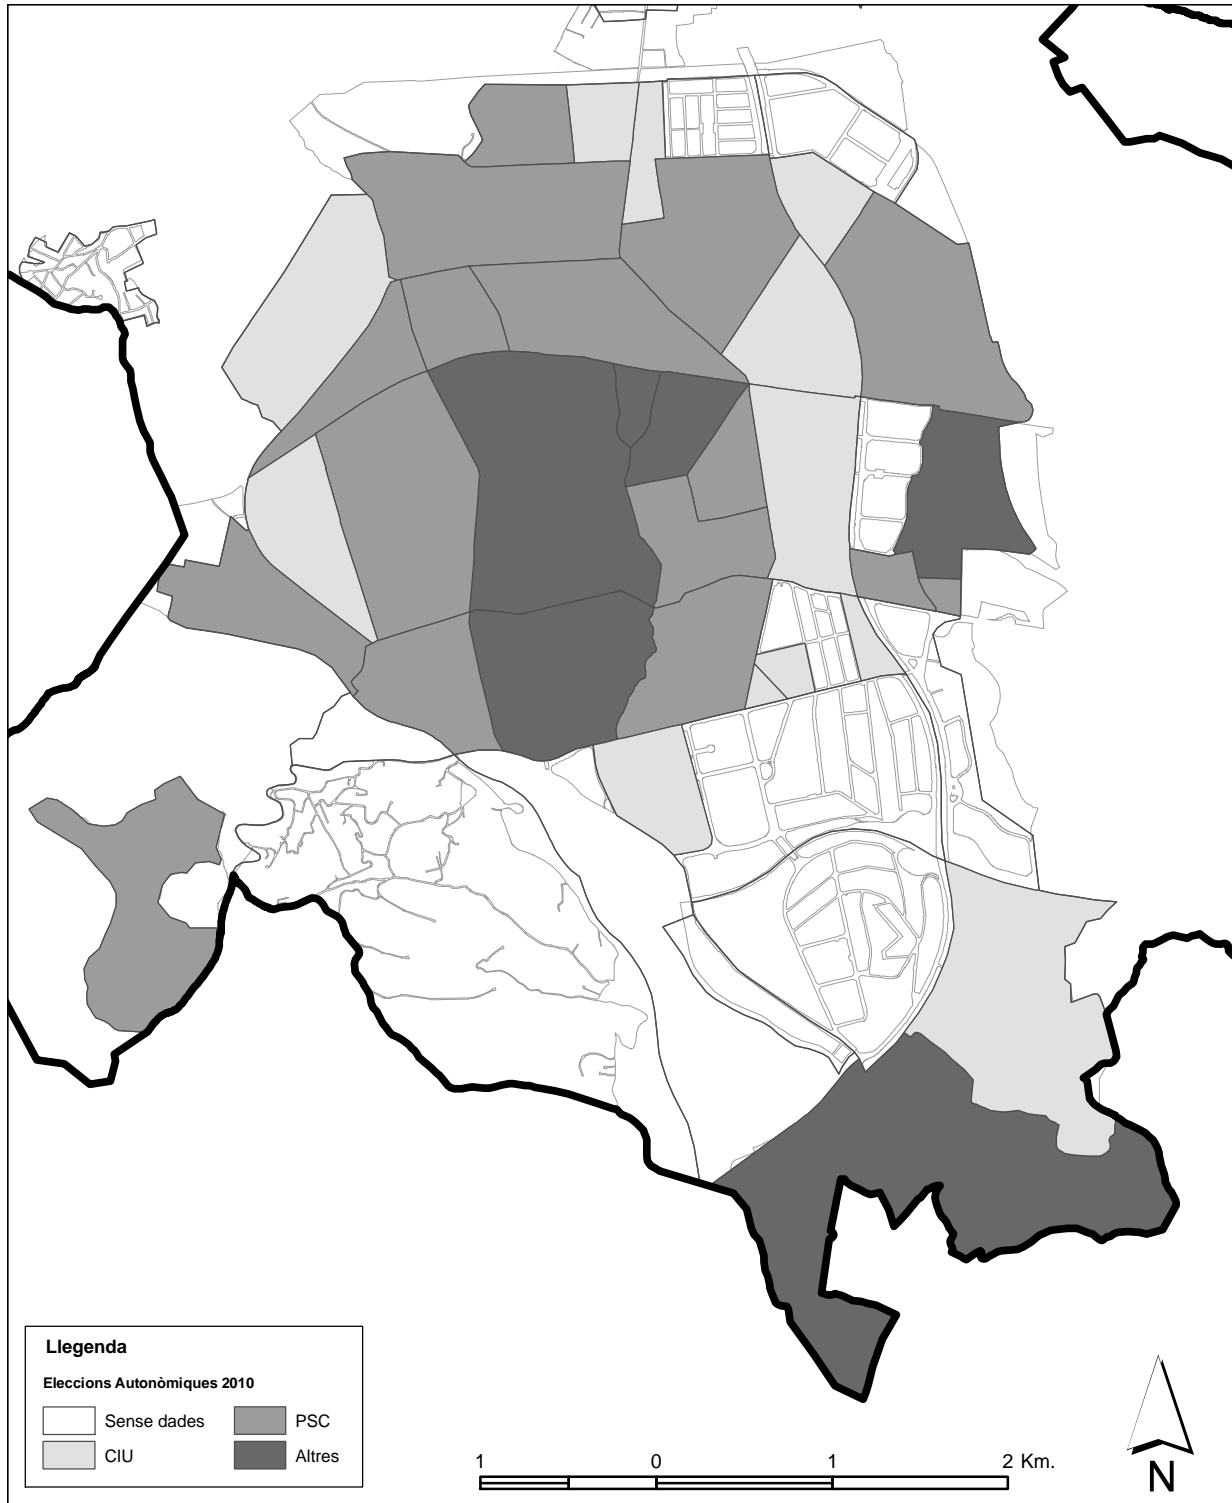 Llegenda
Eleccions Autonòmiques 2010
Sense dades
PSC
CIU
Altres
1 0 1 2 Km.
N